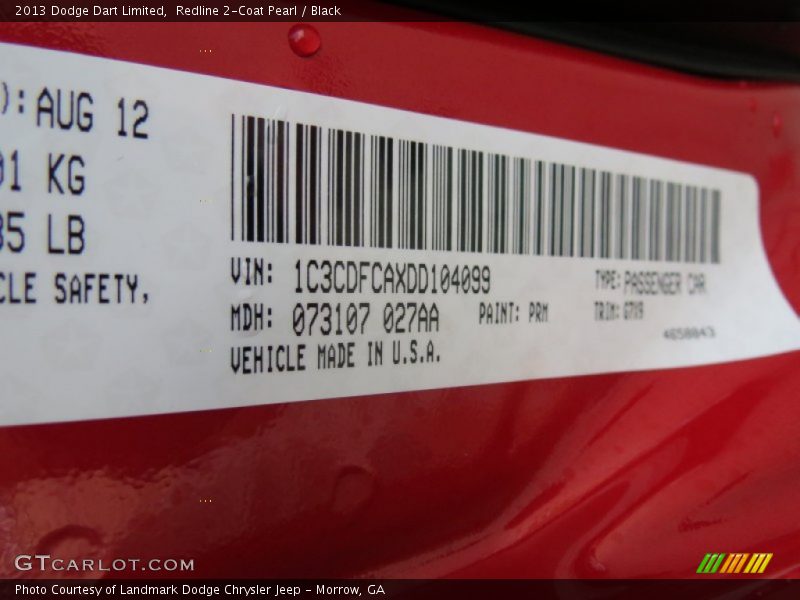 2013 Dodge Dart Limited,  Redline 2-Coat Pearl / Black
): AUG 12
01 KG
85 LB
CLE SAFETY,
VIN: 1C3CDFCAXDD104099 TYPE: PASSENGER CAR
MDH: 073107 027AA PAINT: PRM TRIM: G7X9
VEHICLE MADE IN U.S.A. 4658043
GTCARLOT.COM
Photo Courtesy of Landmark Dodge Chrysler Jeep - Morrow, GA